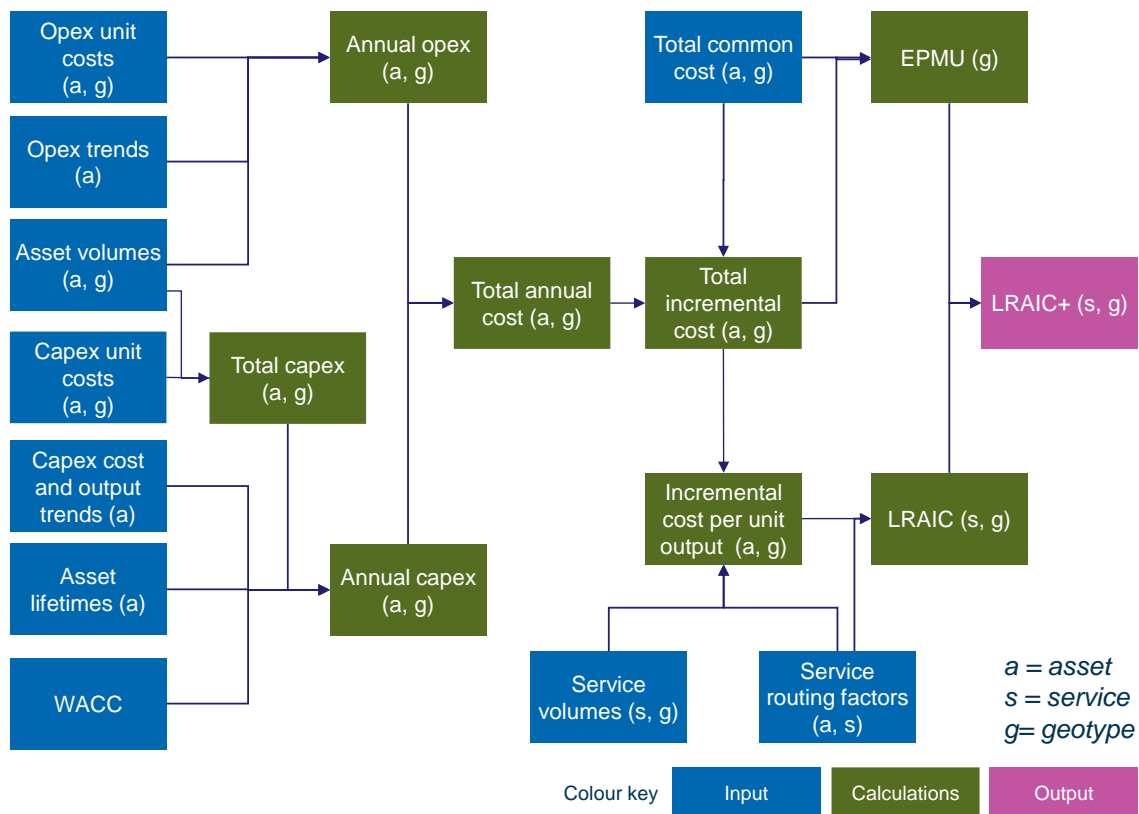 Opex unit
costs
(a, g)
Annual opex
(a, g)
Total common
cost (a, g)
EPMU (g)
Opex trends
(a)
Asset volumes
(a, g)
Total annual
cost (a, g)
Total
incremental
cost (a, g)
LRAIC+ (s, g)
Capex unit
costs
(a, g)
Total capex
(a, g)
Capex cost
and output
trends (a)
Incremental
cost per unit
output (a, g)
LRAIC (s, g)
Asset
lifetimes (a)
Annual capex
(a, g)
WACC
Service
volumes (s, g)
Service
routing factors
(a, s)
a = asset
s = service
g= geotype
Colour key
Input
Calculations
Output